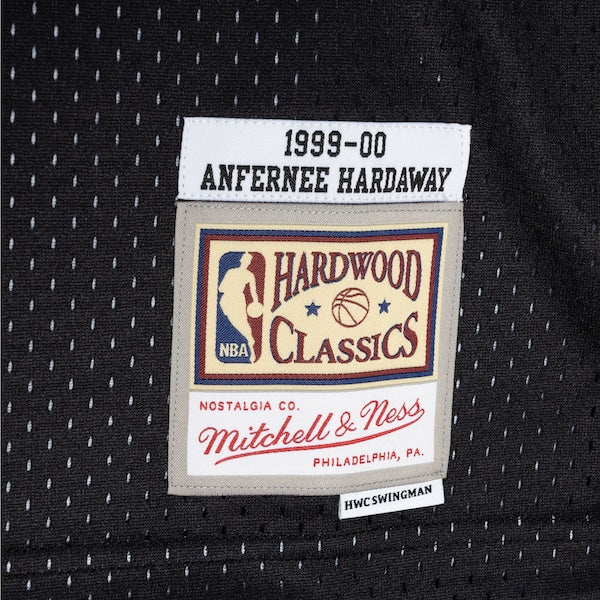 1999-00
ANFERNEE HARDAWAY
HARDWOOD
CLASSICS
NBA
NOSTALGIA CO.
Mitchell & Ness
PHILADELPHIA, PA.
HWC SWINGMAN